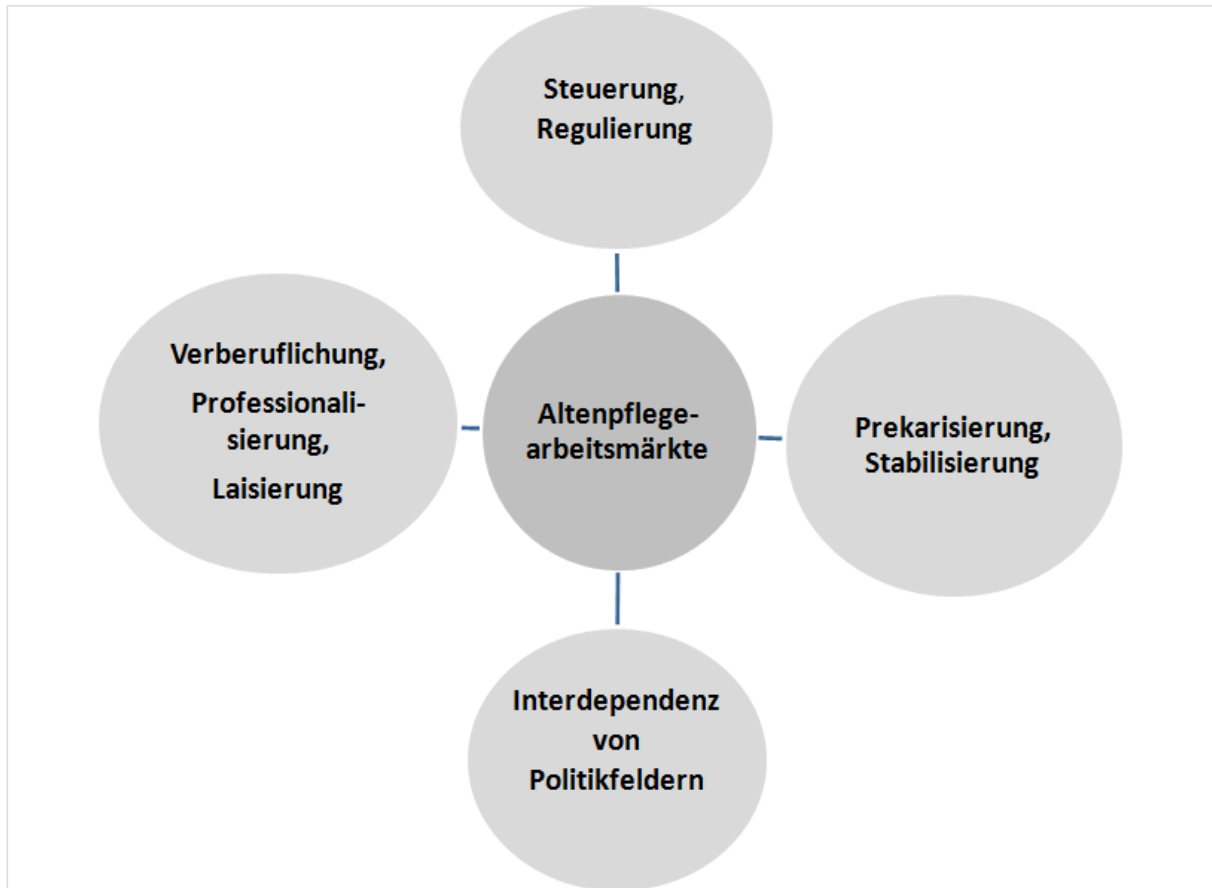 Steuerung,
Regulierung
Verberuflichung,
Professionali-
sierung,
Laisierung
Altenpflege-
arbeitsmärkte
Prekarisierung,
Stabilisierung
Interdependenz
von
Politikfeldern